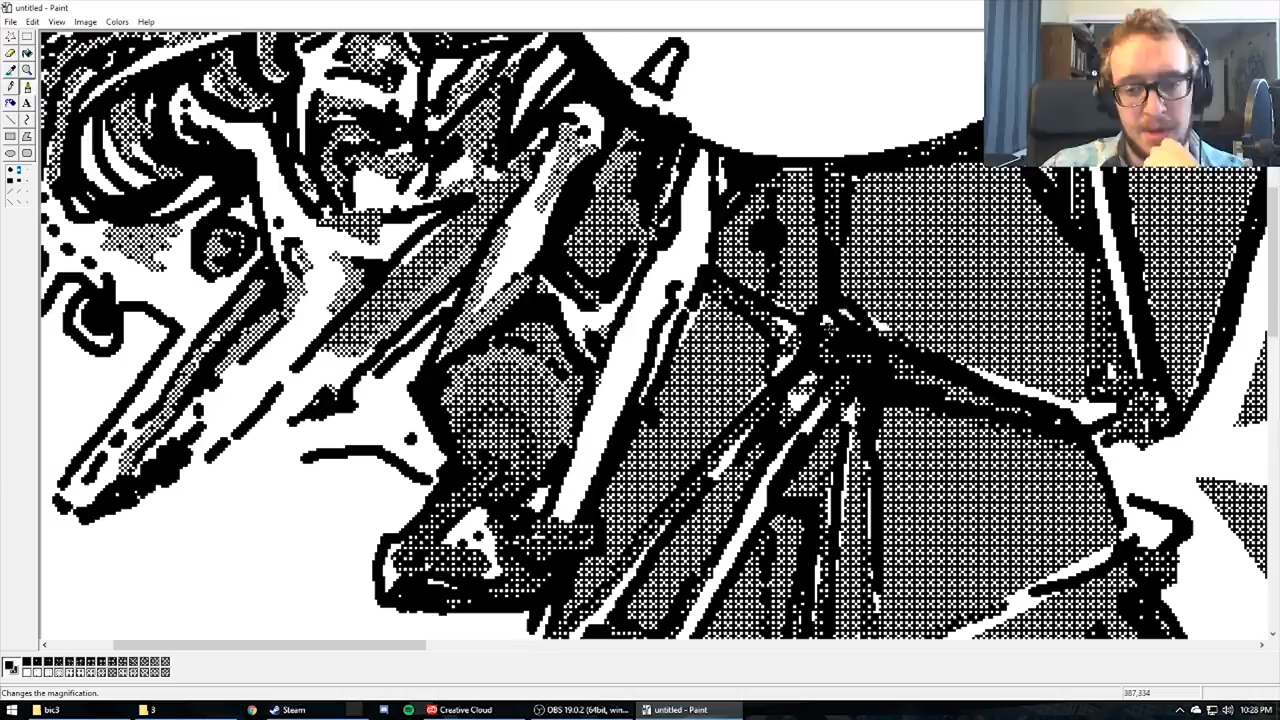 untitled - Paint
File Edit View Image Colors Help
A
Changes the magnification.
387,334
bic3
3
Steam
Creative Cloud
OBS 19.0.2 (64bit, win...
untitled - Paint
10:28 PM